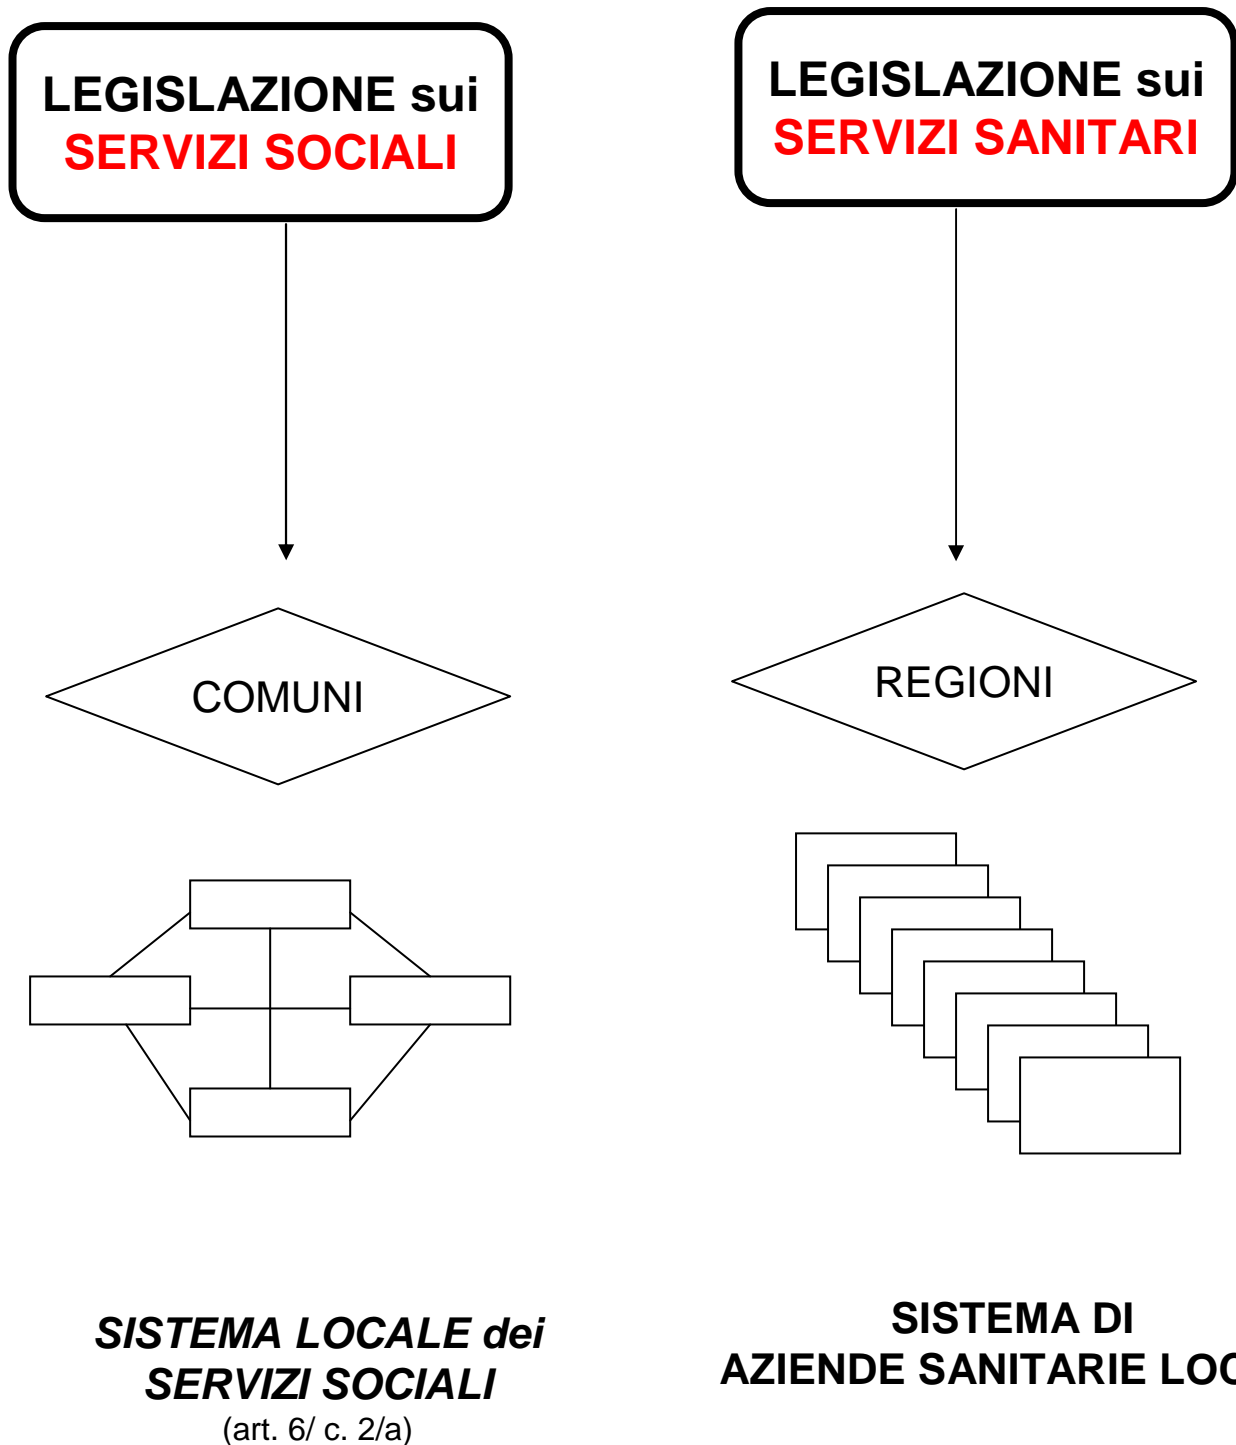 LEGISLAZIONE sui
SERVIZI SOCIALI
LEGISLAZIONE sui
SERVIZI SANITARI
COMUNI
REGIONI
SISTEMA LOCALE dei
SERVIZI SOCIALI
(art. 6/ c. 2/a)
SISTEMA DI
AZIENDE SANITARIE